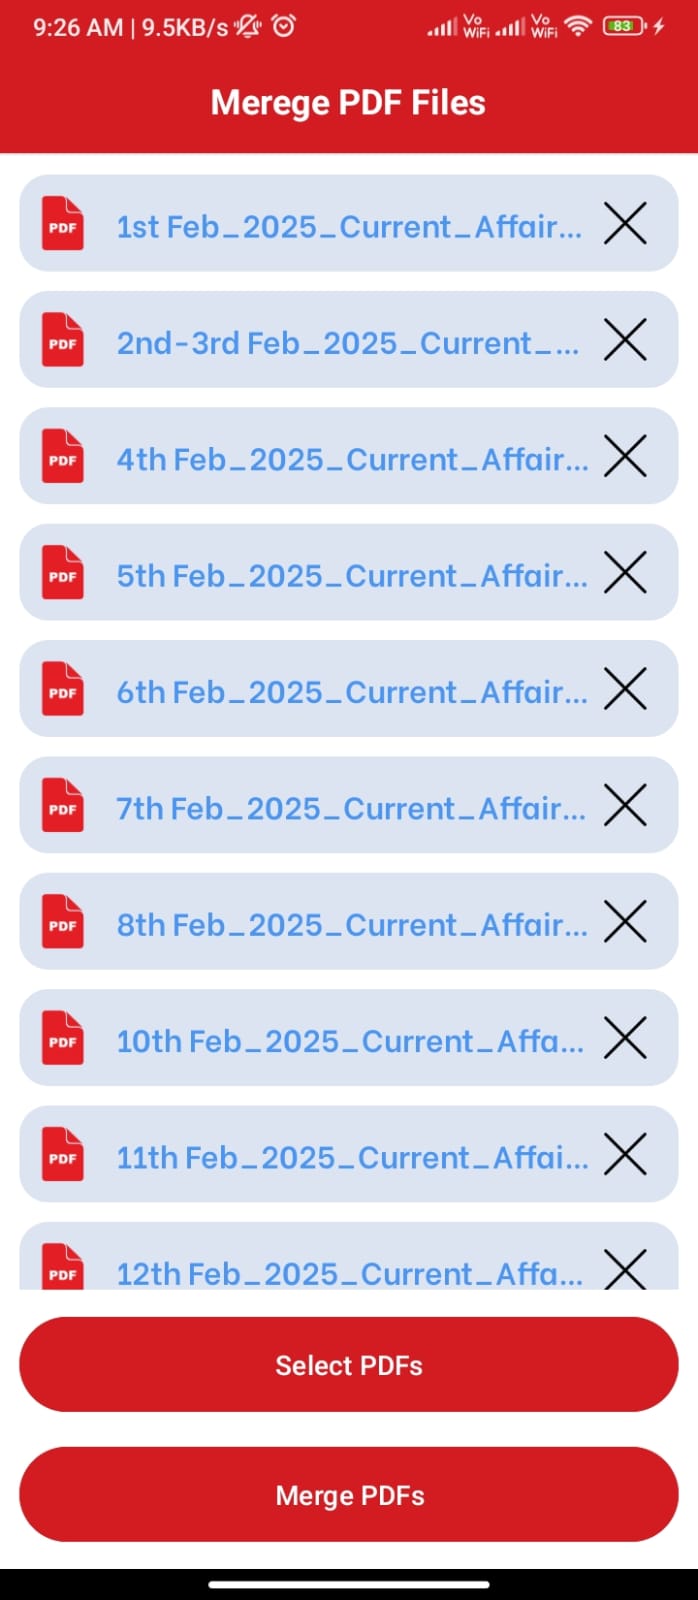 9:26 AM | 9.5KB/s Vo WiFi Vo WiFi 83
Merege PDF Files
PDF 1st Feb_2025_Current_Affair...
PDF 2nd-3rd Feb_2025_Current_...
PDF 4th Feb_2025_Current_Affair...
PDF 5th Feb_2025_Current_Affair...
PDF 6th Feb_2025_Current_Affair...
PDF 7th Feb_2025_Current_Affair...
PDF 8th Feb_2025_Current_Affair...
PDF 10th Feb_2025_Current_Affa...
PDF 11th Feb_2025_Current_Affai...
PDF 12th Feb_2025_Current_Affa...
Select PDFs
Merge PDFs